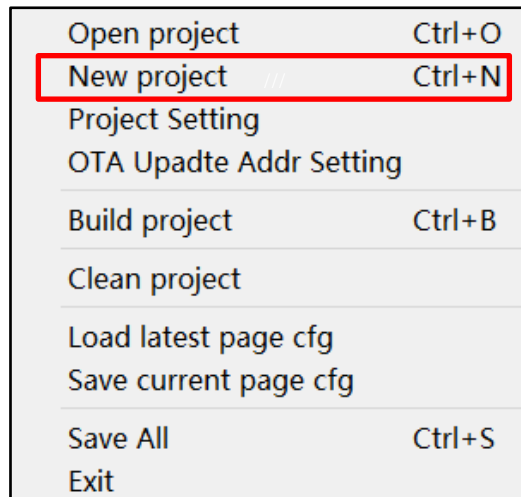 Open project Ctrl+O
New project /// Ctrl+N
Project Setting
OTA Upadte Addr Setting
Build project Ctrl+B
Clean project
Load latest page cfg
Save current page cfg
Save All Ctrl+S
Exit